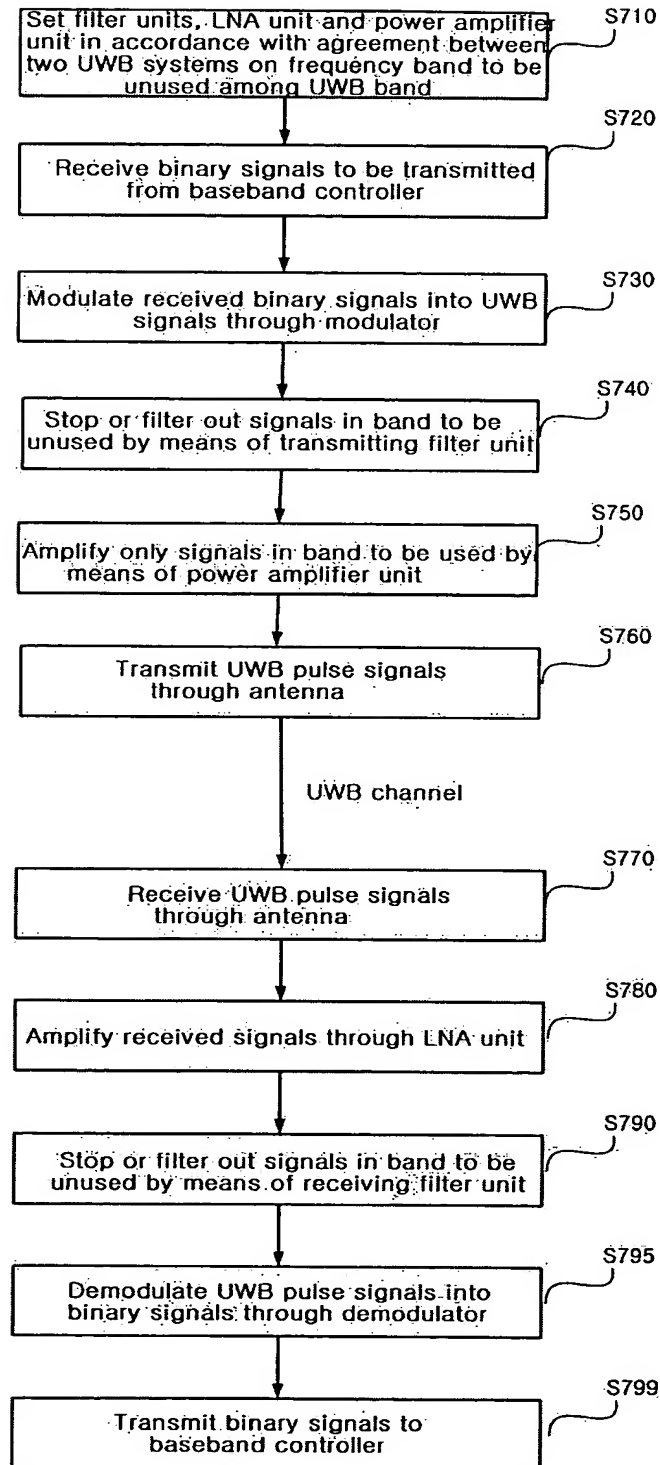 S710
Set filter units, LNA unit and power amplifier
unit in accordance with agreement between
two UWB systems on frequency band to be
unused among UWB band
S720
Receive binary signals to be transmitted
from baseband controller
S730
Modulate received binary signals into UWB
signals through modulator
S740
Stop or filter out signals in band to be
unused by means of transmitting filter unit
S750
Amplify only signals in band to be used by
means of power amplifier unit
S760
Transmit UWB pulse signals
through antenna
UWB channel
S770
Receive UWB pulse signals
through antenna
S780
Amplify received signals through LNA unit
S790
Stop or filter out signals in band to be
unused by means of receiving filter unit
S795
Demodulate UWB pulse signals into
binary signals through demodulator
S799
Transmit binary signals to
baseband controller